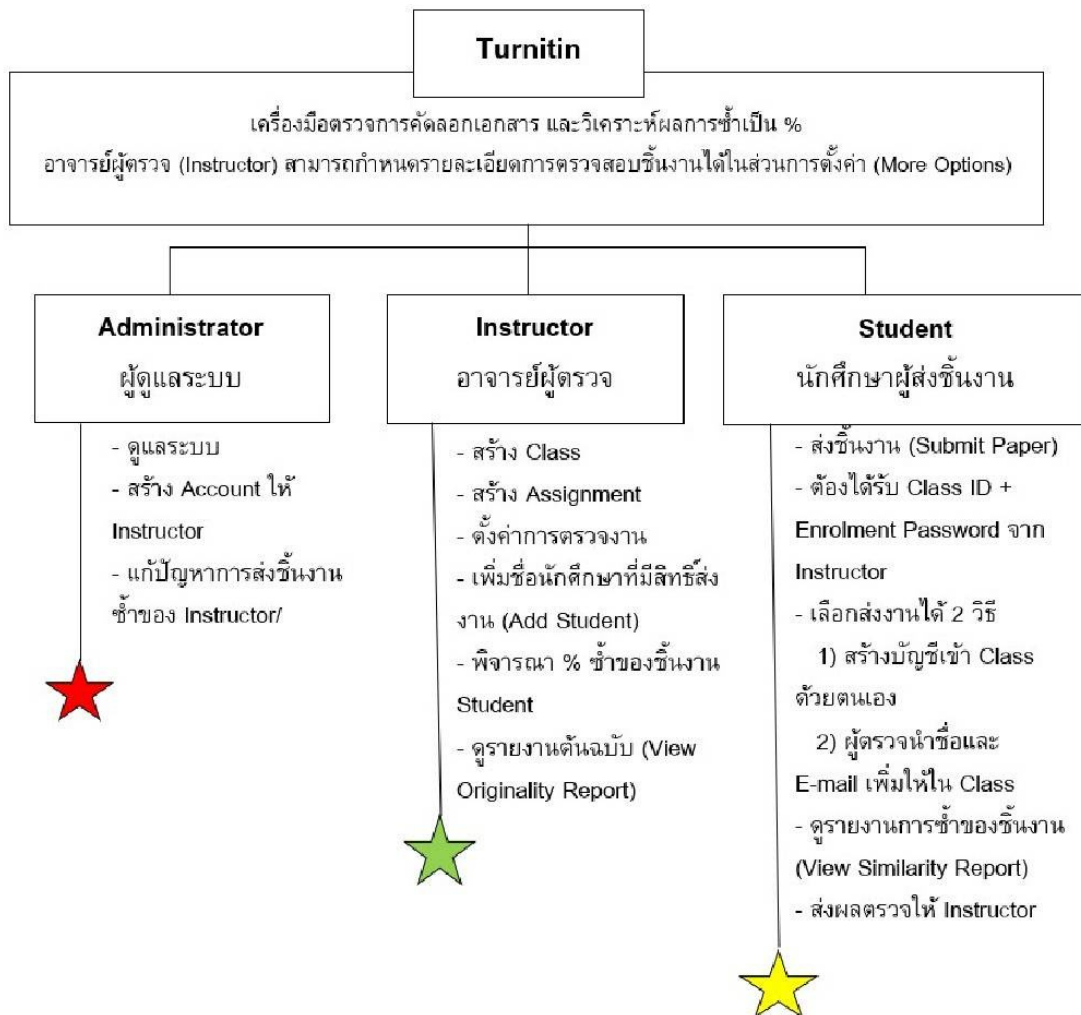 Turnitin
เครื่องมือตรวจการคัดลอกเอกสาร และวิเคราะห์ผลการซ้ำเป็น %
อาจารย์ผู้ตรวจ (Instructor) สามารถกำหนดรายละเอียดการตรวจสอบชิ้นงานได้ในส่วนการตั้งค่า (More Options)
Administrator
ผู้ดูแลระบบ
- ดูแลระบบ
- สร้าง Account ให้
Instructor
- แก้ปัญหาการส่งชิ้นงาน
ซ้ำของ Instructor/
Instructor
อาจารย์ผู้ตรวจ
- สร้าง Class
- สร้าง Assignment
- ตั้งค่าการตรวจงาน
- เพิ่มชื่อนักศึกษาที่มีสิทธิ์ส่ง
งาน (Add Student)
- พิจารณา % ซ้ำของชิ้นงาน
Student
- ดูรายงานต้นฉบับ (View
Originality Report)
Student
นักศึกษาผู้ส่งชิ้นงาน
- ส่งชิ้นงาน (Submit Paper)
- ต้องได้รับ Class ID +
Enrolment Password จาก
Instructor
- เลือกส่งงานได้ 2 วิธี
1) สร้างบัญชีเข้า Class
ด้วยตนเอง
2) ผู้ตรวจนำชื่อและ
E-mail เพิ่มให้ใน Class
- ดูรายงานการซ้ำของชิ้นงาน
(View Similarity Report)
- ส่งผลตรวจให้ Instructor